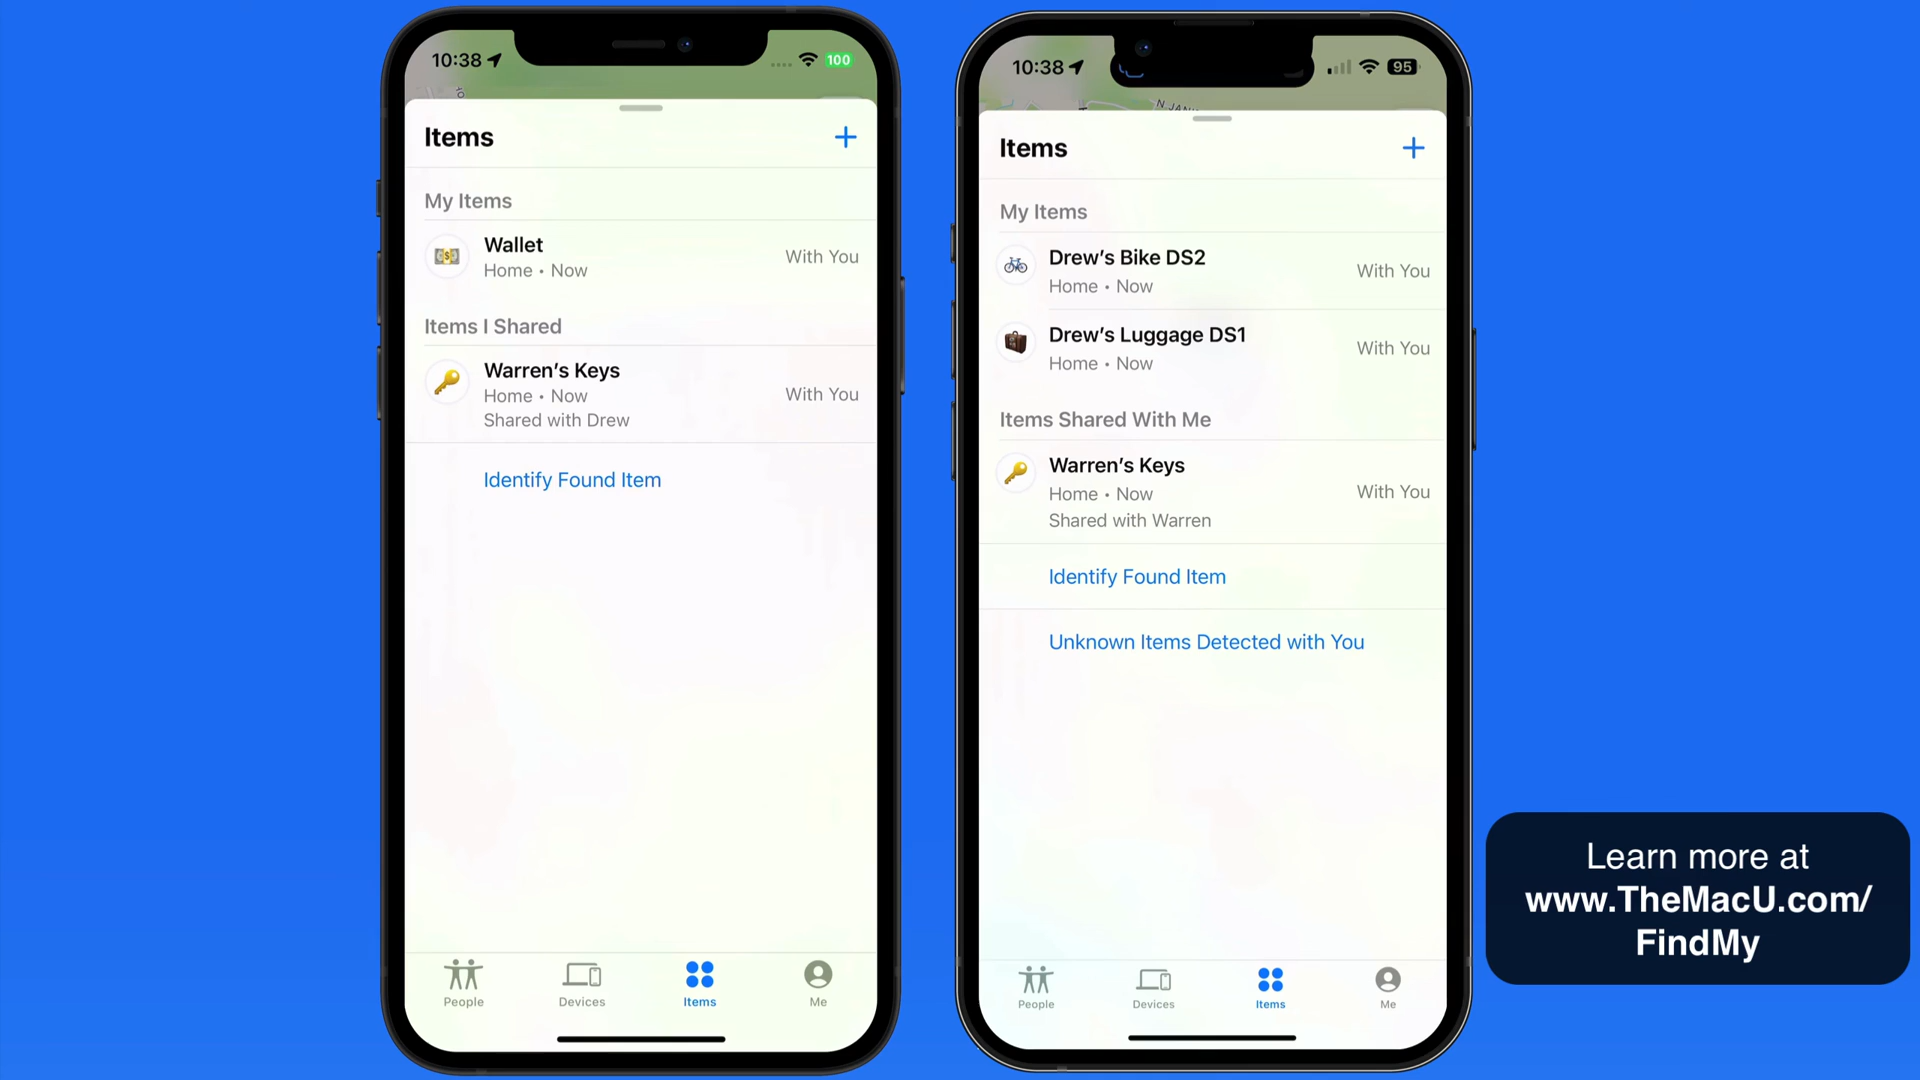 10:38
100
Items
My Items
Wallet
Home • Now
With You
Items I Shared
Warren's Keys
Home • Now
Shared with Drew
With You
Identify Found Item
People
Devices
Items
Me
10:38
95
Items
My Items
Drew's Bike DS2
Home • Now
With You
Drew's Luggage DS1
Home • Now
With You
Items Shared With Me
Warren's Keys
Home • Now
Shared with Warren
With You
Identify Found Item
Unknown Items Detected with You
People
Devices
Items
Me
Learn more at
www.TheMacU.com/
FindMy